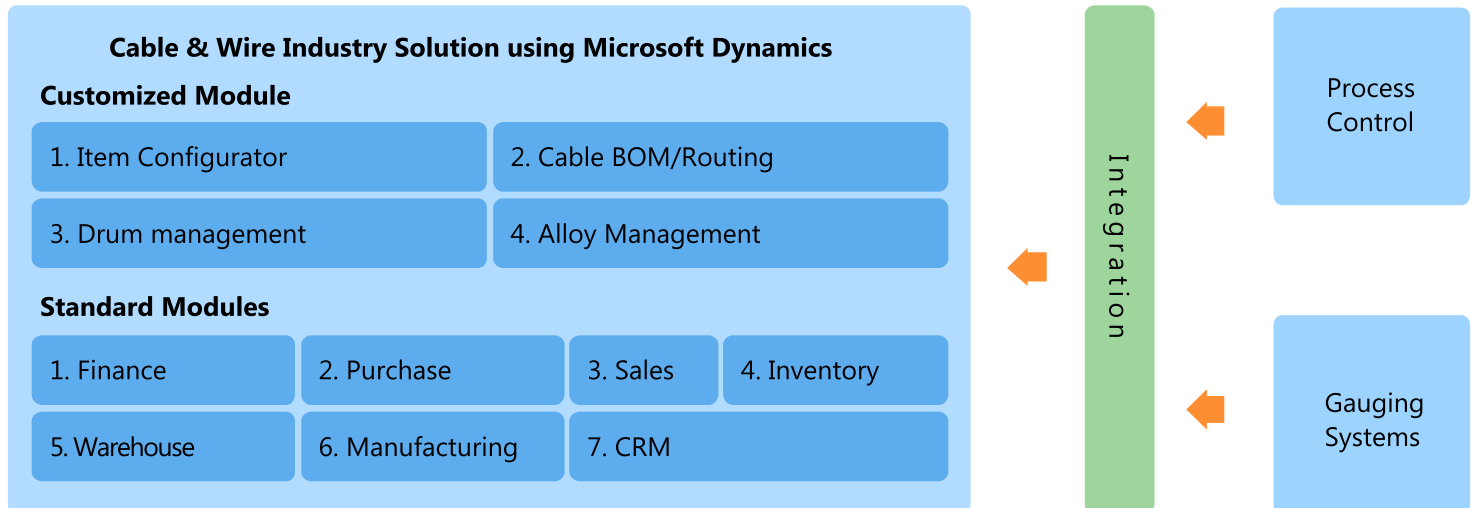 Cable & Wire Industry Solution using Microsoft Dynamics
Customized Module
1. Item Configurator
2. Cable BOM/Routing
3. Drum management
4. Alloy Management
Standard Modules
1. Finance
2. Purchase
3. Sales
4. Inventory
5. Warehouse
6. Manufacturing
7. CRM
Integration
Process
Control
Gauging
Systems